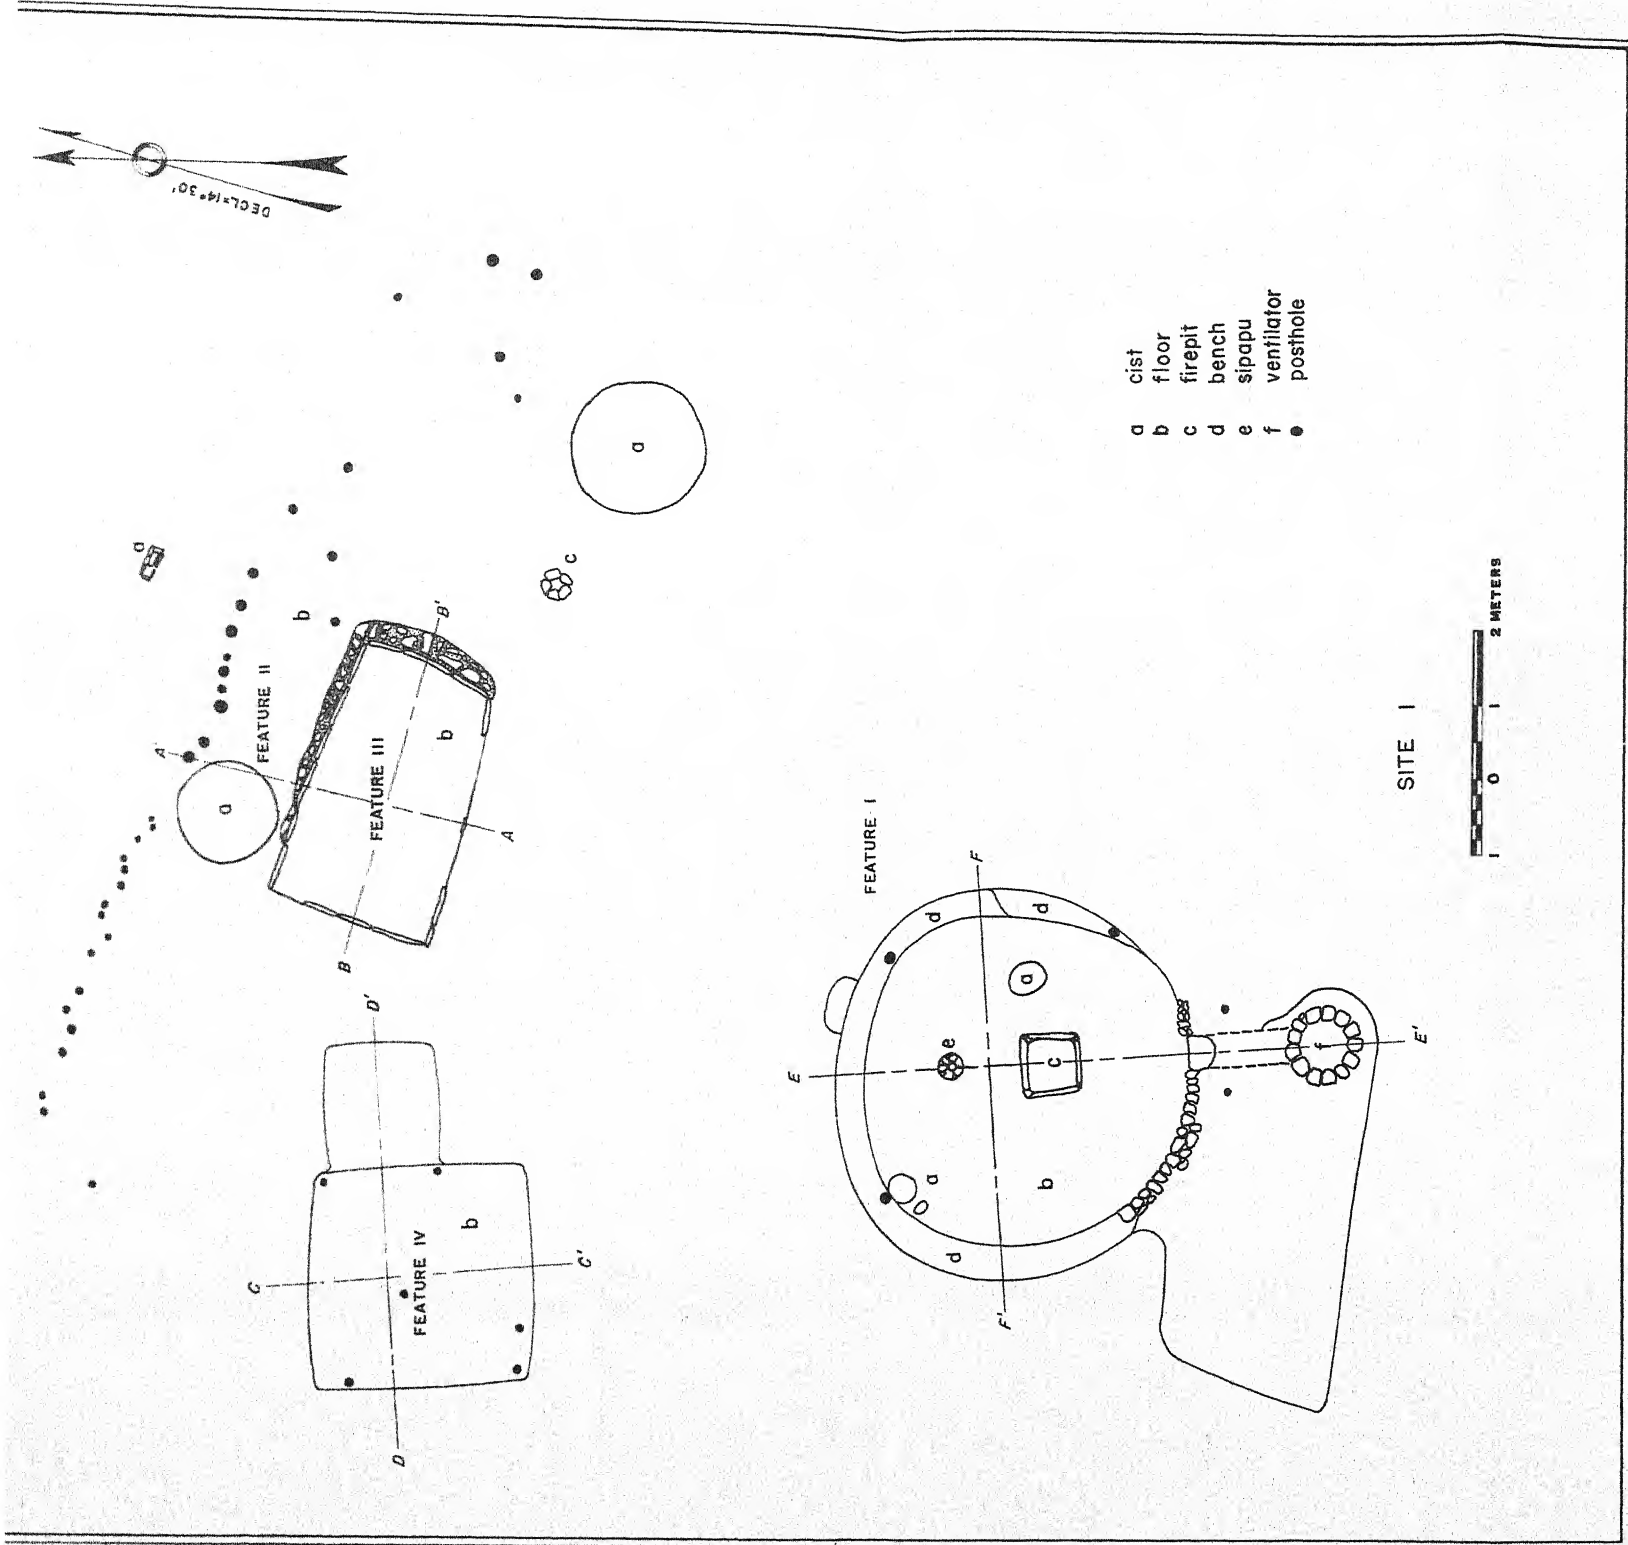 DECL=14°30'
a
b
c
a
A'
FEATURE II
a
B'
b
FEATURE III
A
B
D'
C
b
FEATURE IV
C'
D
a cist
b floor
c firepit
d bench
e sipapu
f ventilator
● posthole
FEATURE I
F
d
d
a
e
c
E
f
E'
a
b
d
F'
SITE I
1 0 1 2 METERS